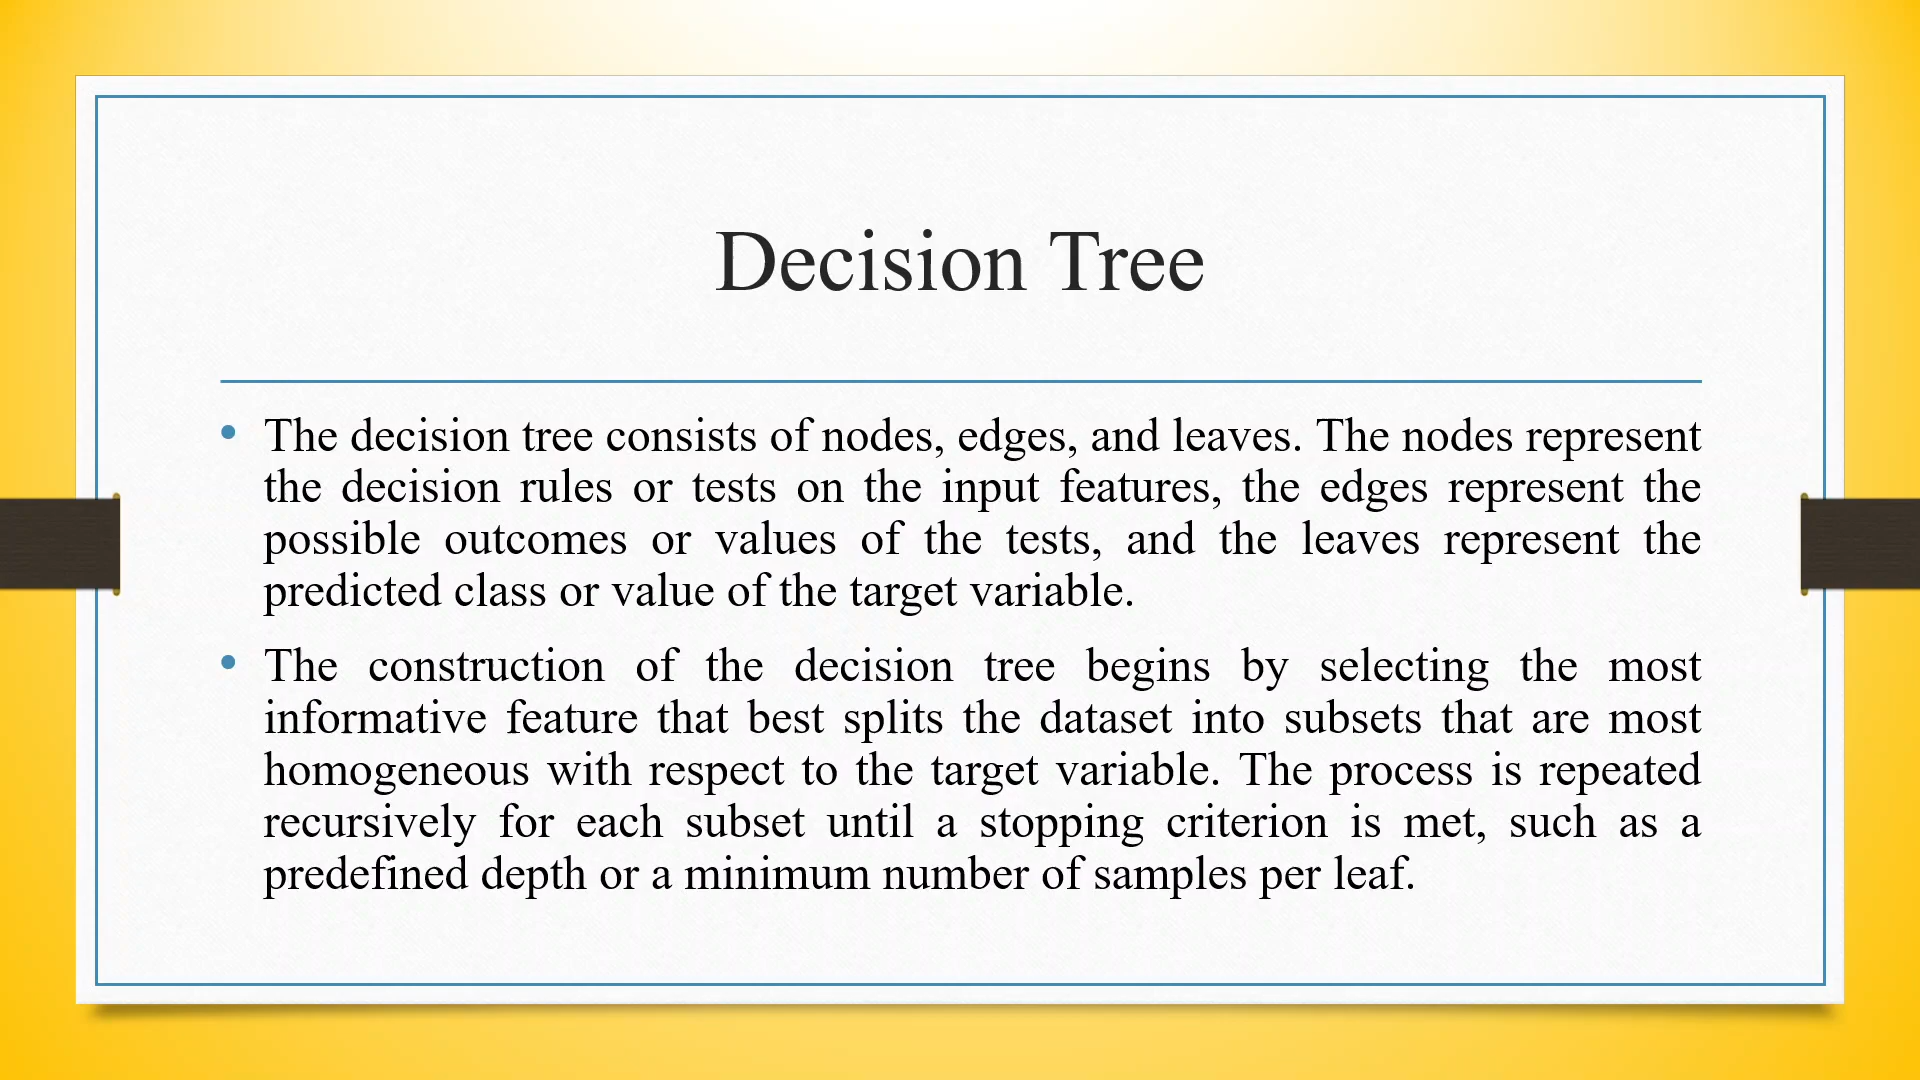 Decision Tree
• The decision tree consists of nodes, edges, and leaves. The nodes represent
the decision rules or tests on the input features, the edges represent the
possible outcomes or values of the tests, and the leaves represent the
predicted class or value of the target variable.
• The construction of the decision tree begins by selecting the most
informative feature that best splits the dataset into subsets that are most
homogeneous with respect to the target variable. The process is repeated
recursively for each subset until a stopping criterion is met, such as a
predefined depth or a minimum number of samples per leaf.